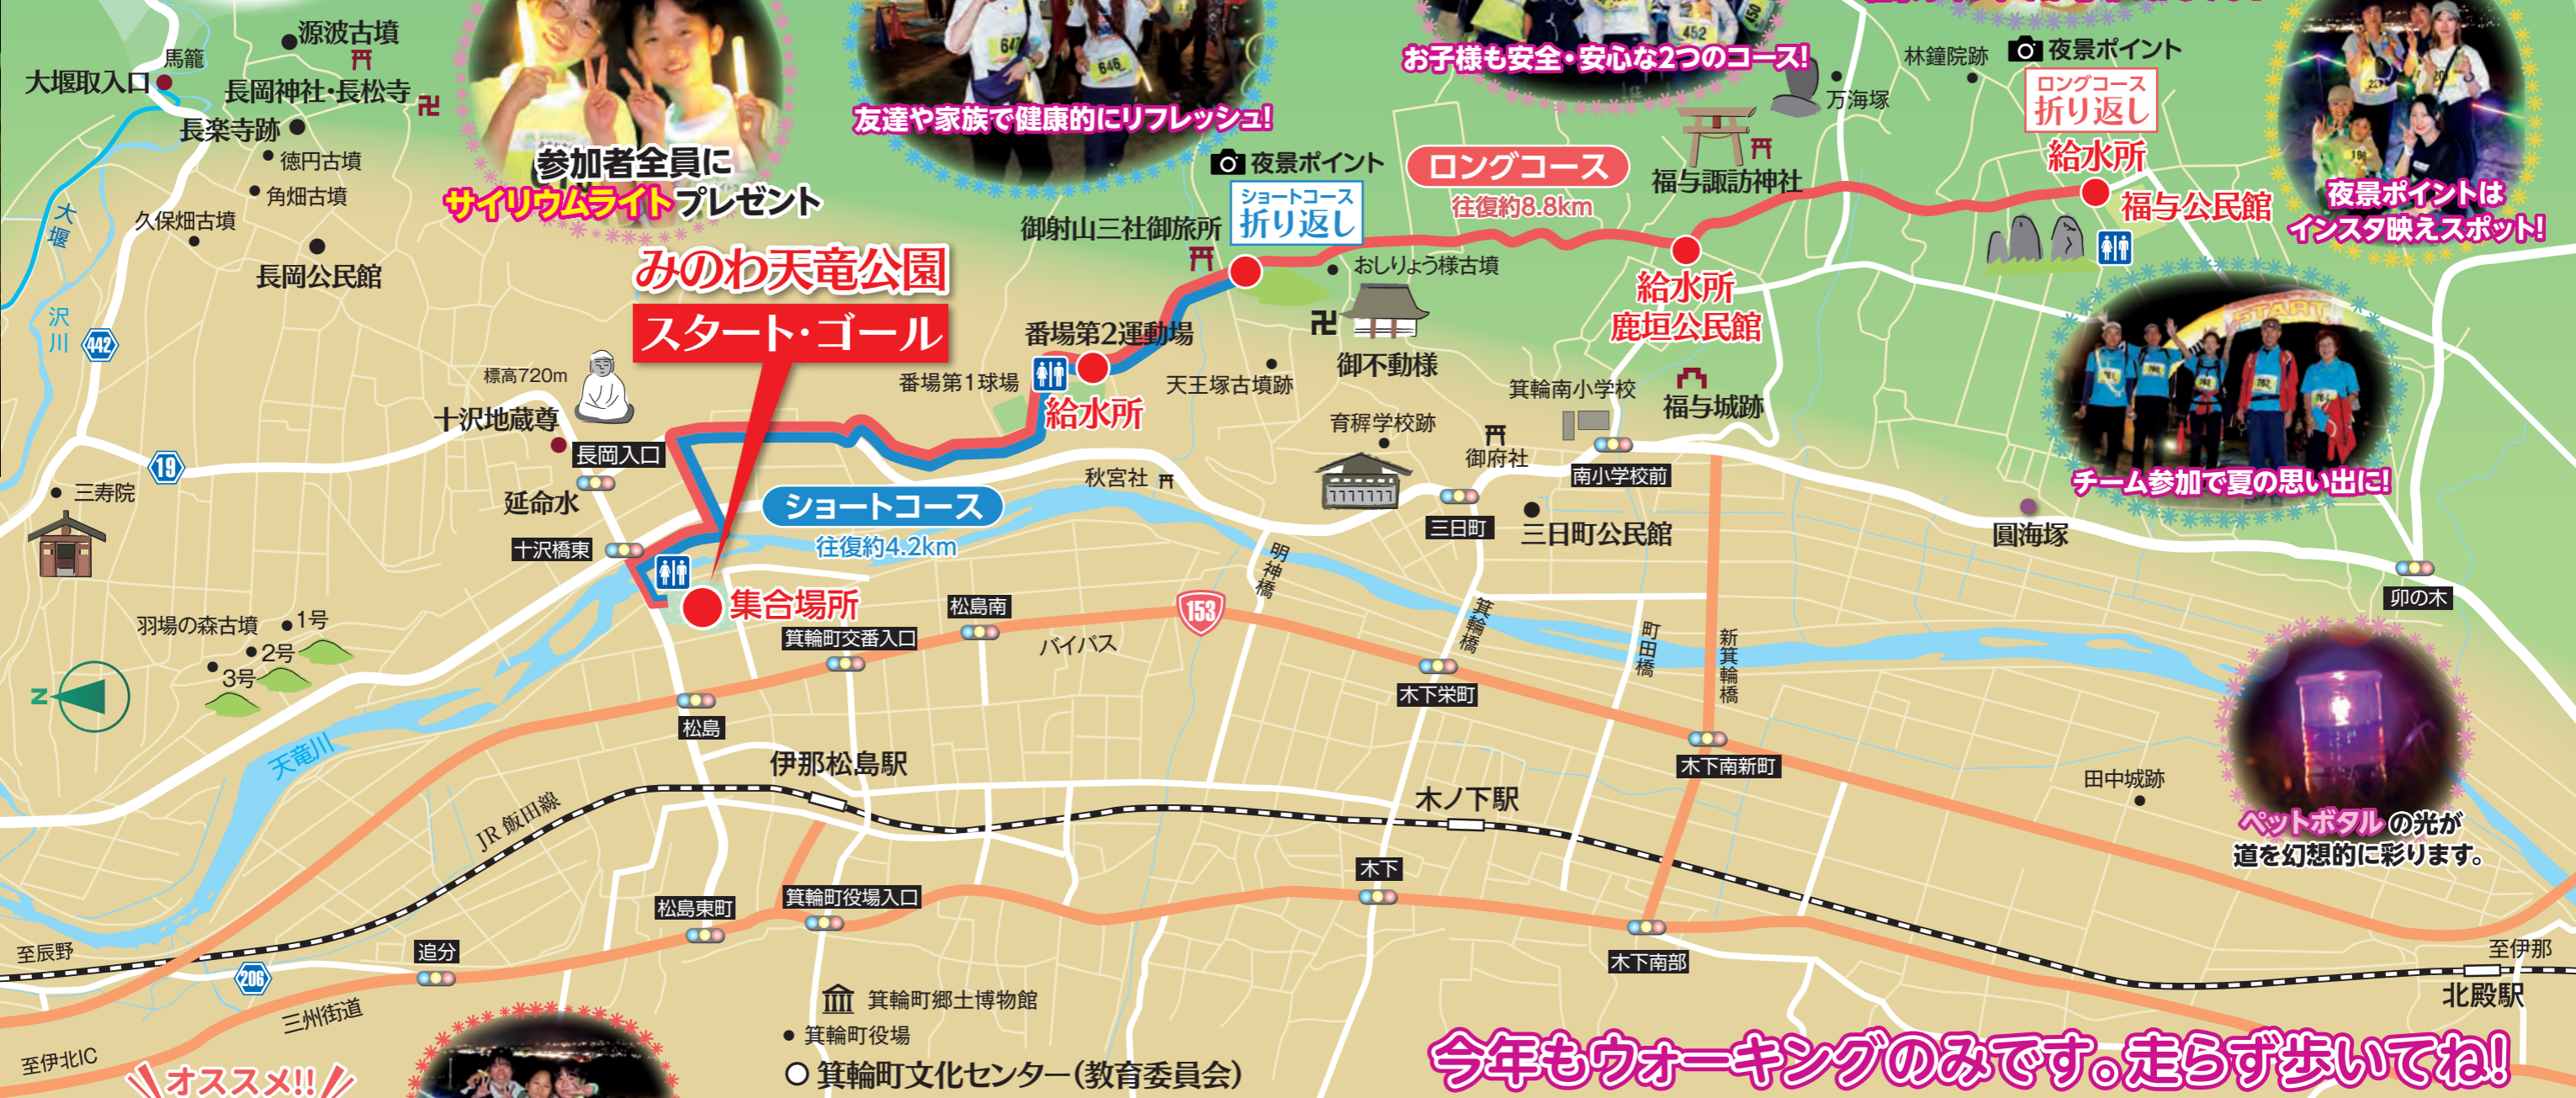 お子様も安全・安心な2つのコース!
友達や家族で健康的にリフレッシュ!
647
646
452
450
参加者全員に
サイリウムライトプレゼント
夜景ポイントは
インスタ映えスポット!
チーム参加で夏の思い出に!
ペットボタルの光が
道を幻想的に彩ります。
源波古墳
馬籠
大堰取入口
長岡神社・長松寺
長楽寺跡
徳円古墳
角畑古墳
久保畑古墳
長岡公民館
大堰
沢川
442
19
三寿院
みのわ天竜公園
スタート・ゴール
標高720m
十沢地蔵尊
長岡入口
延命水
十沢橋東
集合場所
ショートコース
往復約4.2km
番場第2運動場
番場第1球場
給水所
御射山三社御旅所
夜景ポイント
ショートコース
折り返し
ロングコース
往復約8.8km
おしりょう様古墳
御不動様
天王塚古墳跡
福与諏訪神社
万海塚
林鐘院跡
夜景ポイント
ロングコース
折り返し
給水所
福与公民館
給水所
鹿垣公民館
箕輪南小学校
福与城跡
育穉学校跡
御府社
南小学校前
秋宮社
三日町
三日町公民館
圓海塚
卯の木
明神橋
箕輪橋
町田橋
新箕輪橋
羽場の森古墳
1号
2号
3号
N
天竜川
箕輪町交番入口
松島南
バイパス
153
松島
木下栄町
木下南新町
田中城跡
伊那松島駅
木ノ下駅
JR 飯田線
松島東町
箕輪町役場入口
木下
木下南部
追分
至辰野
206
三州街道
至伊北IC
至伊那
北殿駅
箕輪町郷土博物館
箕輪町役場
箕輪町文化センター(教育委員会)
オススメ!!
今年もウォーキングのみです。走らず歩いてね!